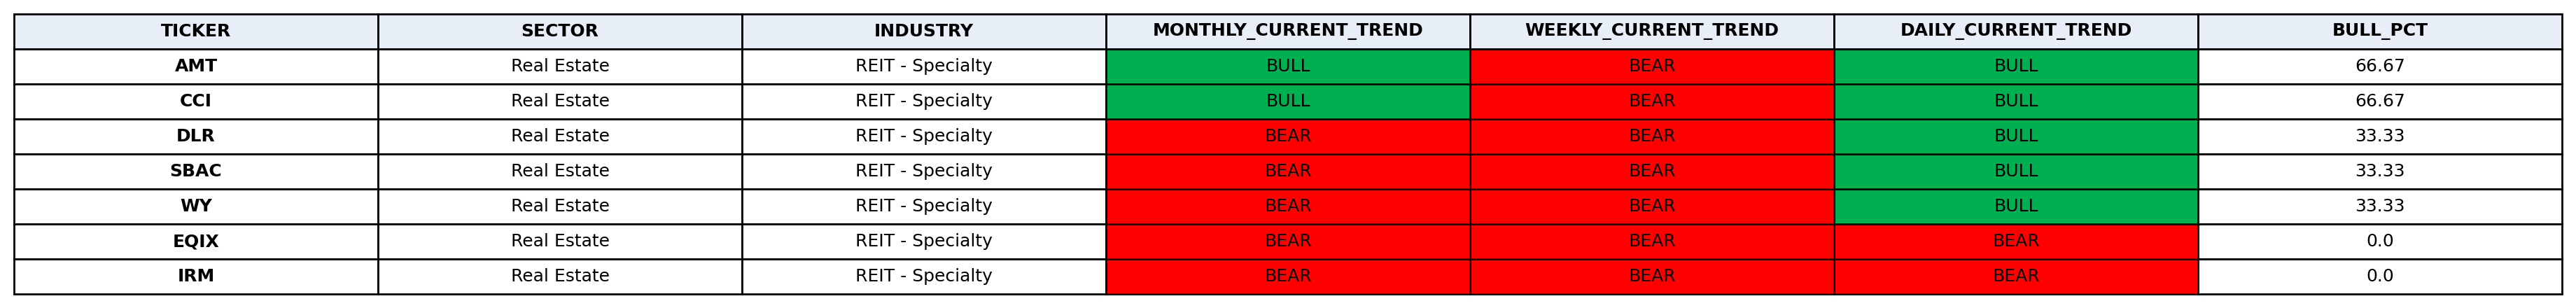 TICKER SECTOR INDUSTRY MONTHLY_CURRENT_TREND WEEKLY_CURRENT_TREND DAILY_CURRENT_TREND BULL_PCT
AMT Real Estate REIT - Specialty BULL BEAR BULL 66.67
CCI Real Estate REIT - Specialty BULL BEAR BULL 66.67
DLR Real Estate REIT - Specialty BEAR BEAR BULL 33.33
SBAC Real Estate REIT - Specialty BEAR BEAR BULL 33.33
WY Real Estate REIT - Specialty BEAR BEAR BULL 33.33
EQIX Real Estate REIT - Specialty BEAR BEAR BEAR 0.0
IRM Real Estate REIT - Specialty BEAR BEAR BEAR 0.0